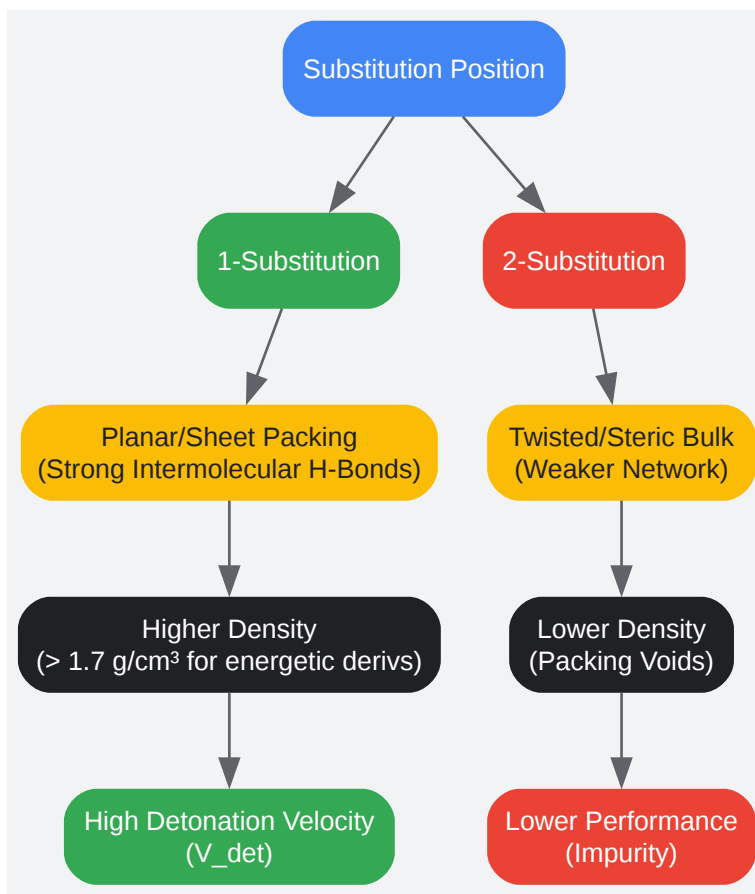 Substitution Position
1-Substitution
2-Substitution
Planar/Sheet Packing
(Strong Intermolecular H-Bonds)
Twisted/Steric Bulk
(Weaker Network)
Higher Density
(> 1.7 g/cm³ for energetic derivs)
Lower Density
(Packing Voids)
High Detonation Velocity
(V_det)
Lower Performance
(Impurity)